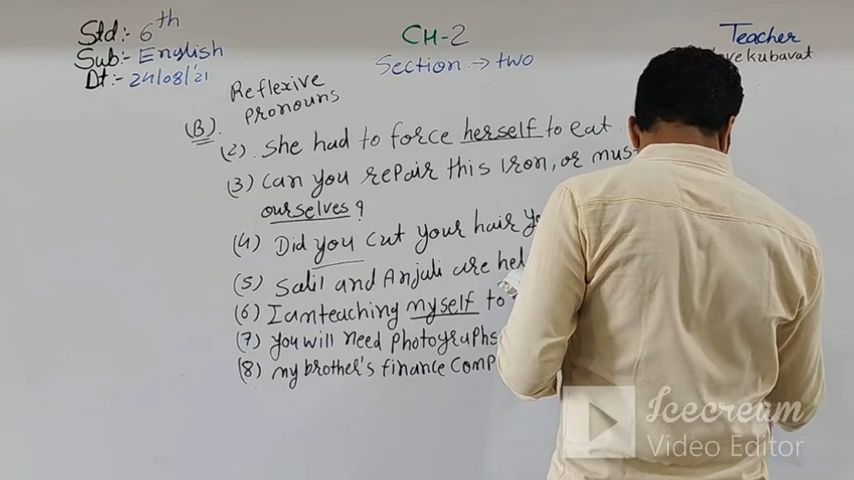 Std:- 6th
Sub:- English
Dt:- 24/08/21
CH-2
Section:→ two
Teacher
kubavat
Reflexive
Pronouns
(B).
(2). She had to force herself to eat
(3) Can you repair this Iron, or
ourselves?
(4) Did you cut your hair
(5) Salil and Anjali are
(6) I am teaching myself to
(7) you will need photographs
(8) my brother's finance
Icecream
Video Editor